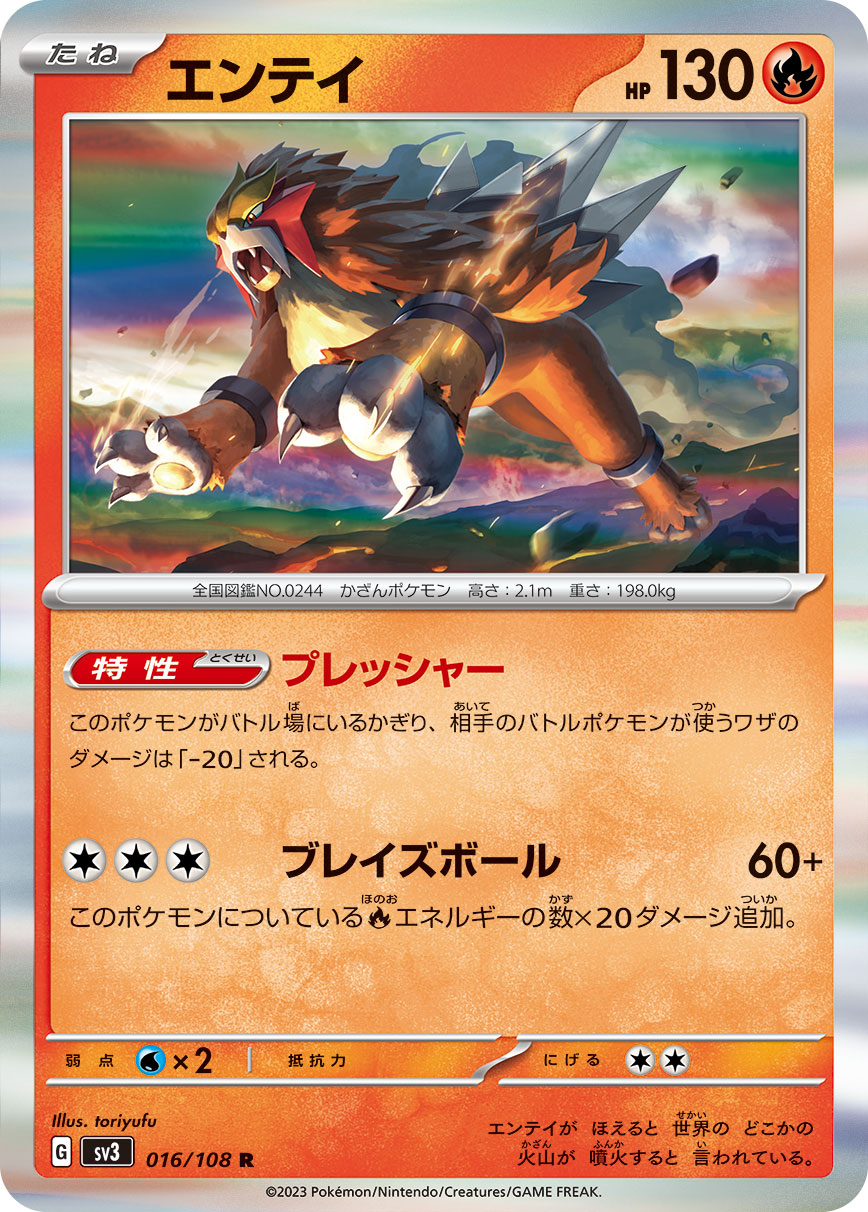 たね エンテイ HP 130
全国図鑑NO.0244 かざんポケモン 高さ:2.1m 重さ:198.0kg
特性 とくせい プレッシャー
このポケモンがバトル場にいるかぎり、相手のバトルポケモンが使うワザの
ダメージは「-20」される。
ブレイズボール 60+
このポケモンについているエネルギーの数×20ダメージ追加。
弱点 ×2 抵抗力 にげる
Illus. toriyufu
G sv3 016/108 R
エンテイが ほえると 世界の どこかの
火山が 噴火すると 言われている。
©2023 Pokémon/Nintendo/Creatures/GAME FREAK.